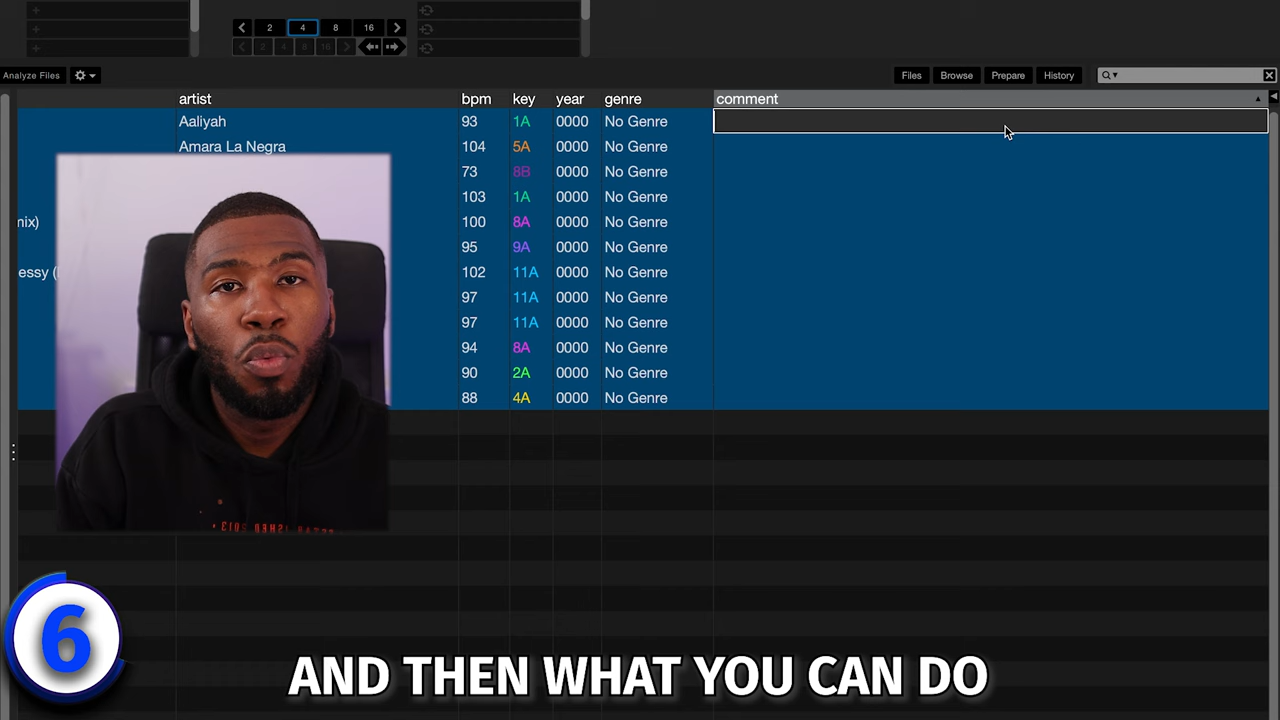 2 4 8 16
2 4 8 16
Analyze Files Files Browse Prepare History
artist bpm key year genre comment
Aaliyah 93 1A 0000 No Genre
Amara La Negra 104 5A 0000 No Genre
73 8B 0000 No Genre
103 1A 0000 No Genre
nix) 100 8A 0000 No Genre
95 9A 0000 No Genre
essy ( 102 11A 0000 No Genre
97 11A 0000 No Genre
97 11A 0000 No Genre
94 8A 0000 No Genre
90 2A 0000 No Genre
88 4A 0000 No Genre
6
AND THEN WHAT YOU CAN DO